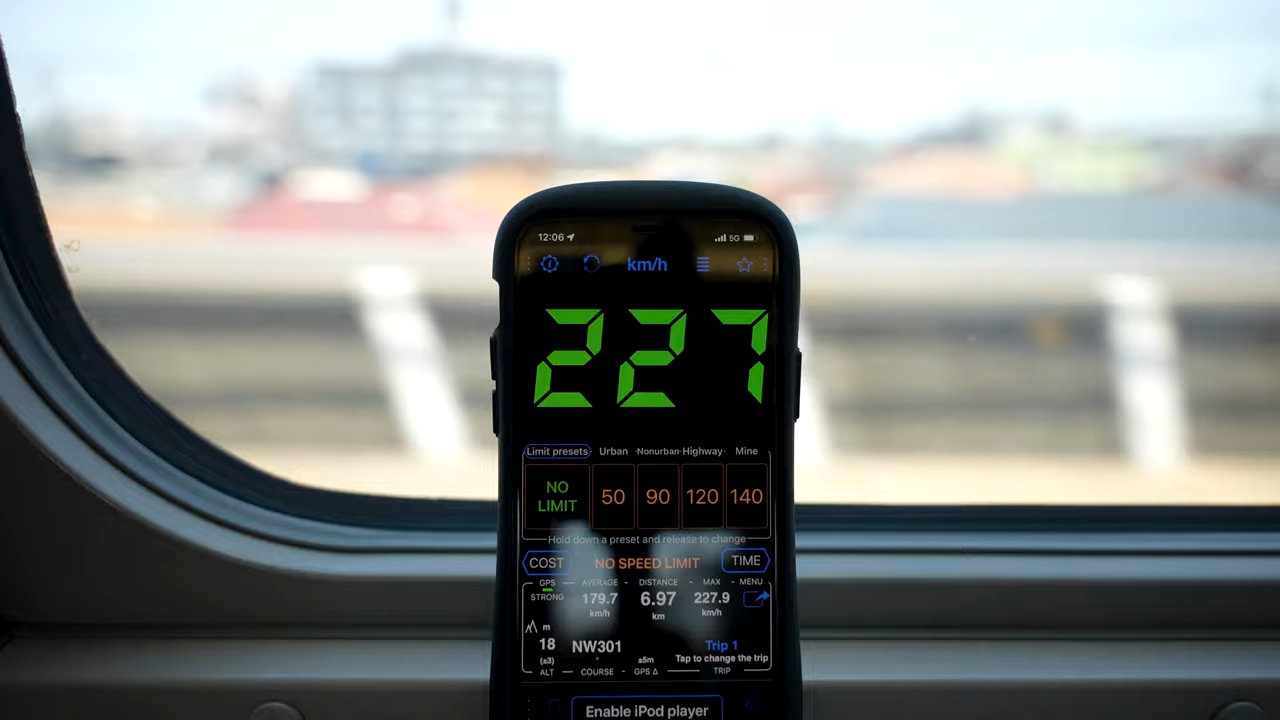 12:06 5G
km/h
227
Limit presets Urban Nonurban Highway Mine
NO LIMIT 50 90 120 140
Hold down a preset and release to change
COST NO SPEED LIMIT TIME
GPS AVERAGE DISTANCE MAX MENU
STRONG 179.7 6.97 227.9
km/h km km/h
m
18 NW301 Trip 1
(±3) ±5m Tap to change the trip
ALT COURSE GPS Δ TRIP
Enable iPod player